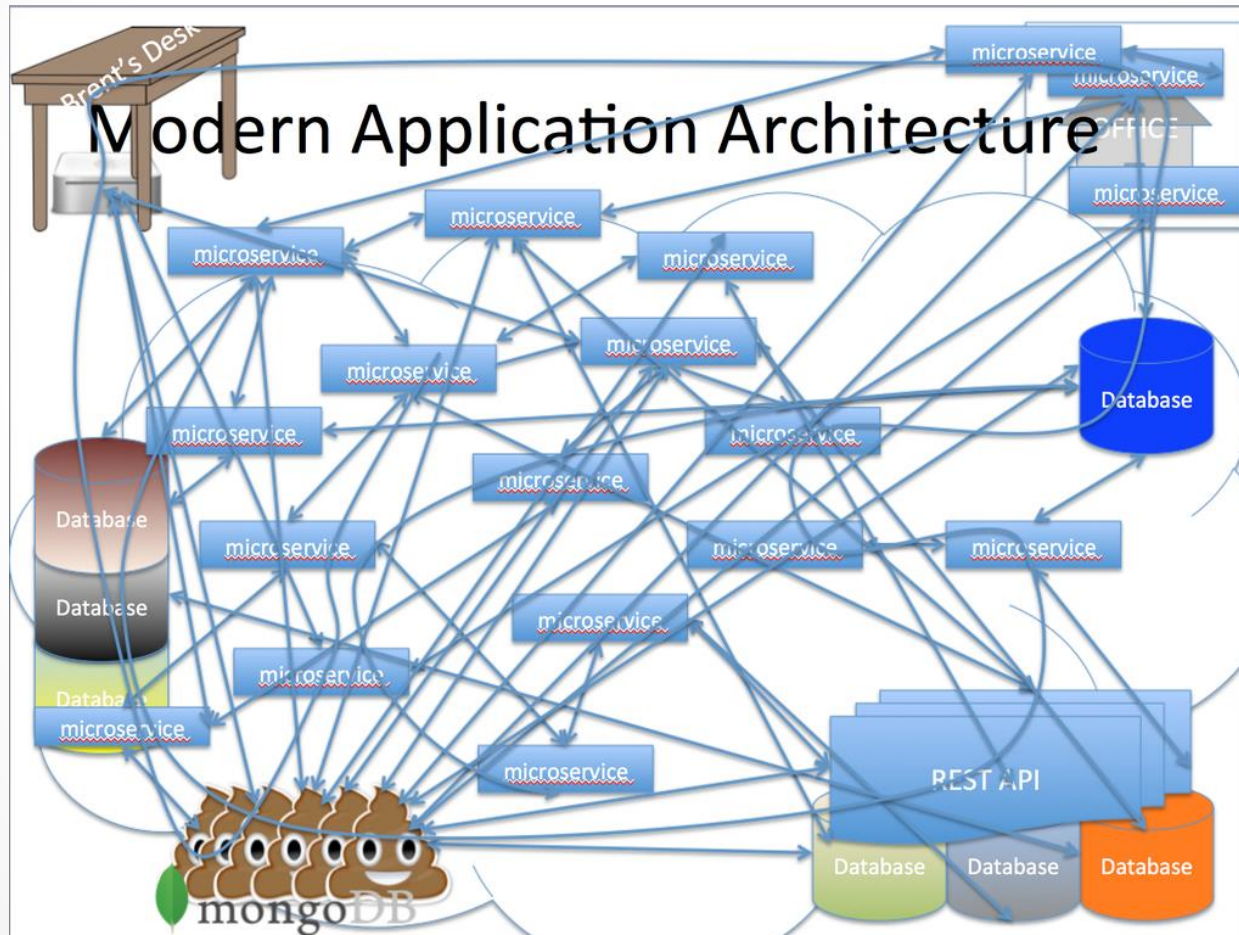 Brent's Desk
microservice
microservice
Modern Application Architecture
OFFICE
microservice
microservice
microservice
microservice
microservice
microservice
Database
microservice
microservice
microservice
Database
microservice
microservice
microservice
Database
microservice
microservice
Database
microservice
microservice
REST API
Database
Database
Database
mongoDB